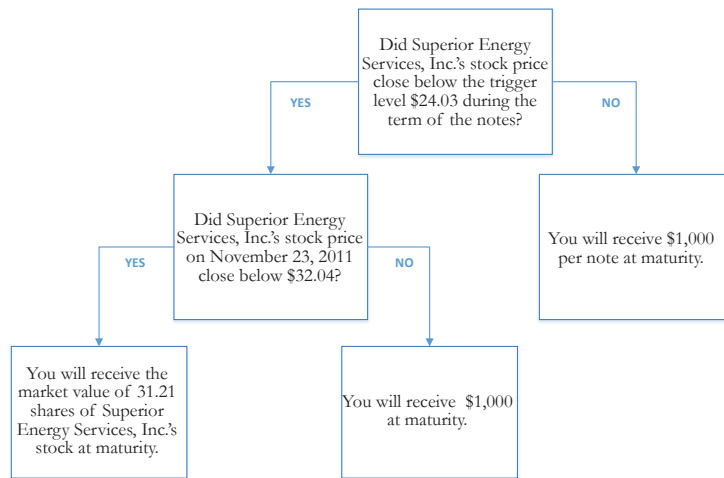 Did Superior Energy
Services, Inc.'s stock price
close below the trigger
level $24.03 during the
term of the notes?
YES
NO
Did Superior Energy
Services, Inc.'s stock price
on November 23, 2011
close below $32.04?
You will receive $1,000
per note at maturity.
YES
NO
You will receive the
market value of 31.21
shares of Superior
Energy Services, Inc.'s
stock at maturity.
You will receive $1,000
at maturity.